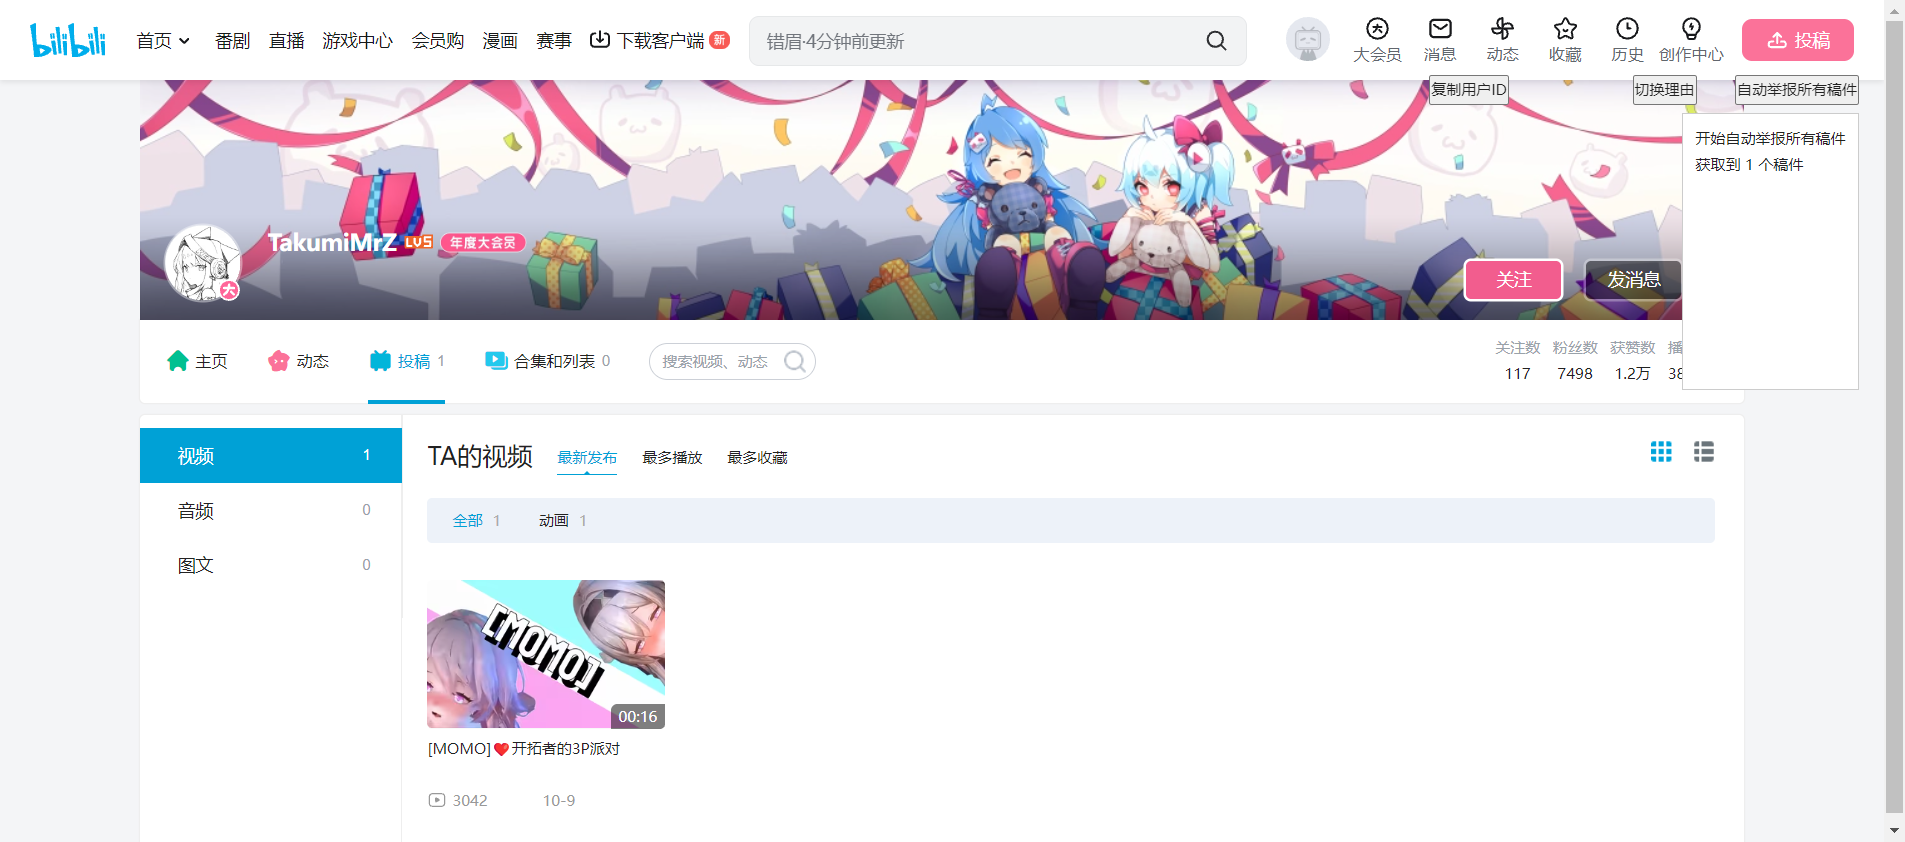 bilibili 首页 番剧 直播 游戏中心 会员购 漫画 赛事 下载客户端 新 错眉·4分钟前更新 大会员 消息 动态 收藏 历史 创作中心 投稿
复制用户ID 切换理由 自动举报所有稿件
开始自动举报所有稿件
获取到 1 个稿件
TakumiMrZ LV5 年度大会员
大
关注 发消息
主页 动态 投稿 1 合集和列表 0 搜索视频、动态
关注数 粉丝数 获赞数 播
117 7498 1.2万 38
视频 1
音频 0
图文 0
TA的视频 最新发布 最多播放 最多收藏
全部 1 动画 1
[MOMO]
00:16
[MOMO]❤️开拓者的3P派对
3042 10-9